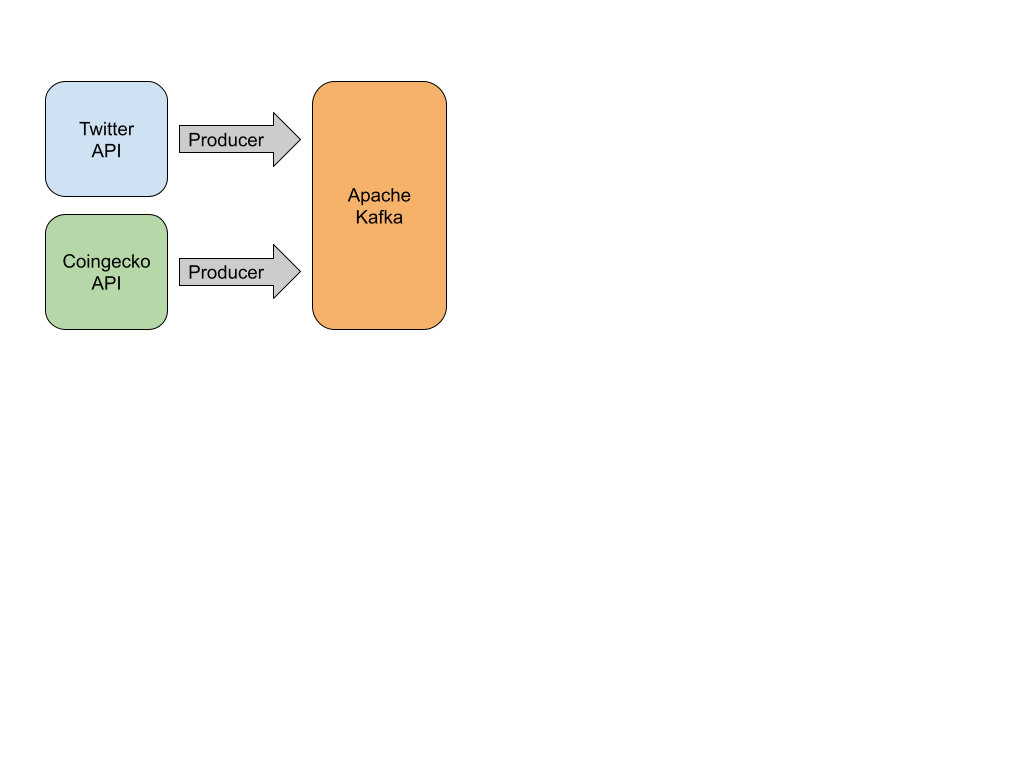 Twitter
API
Producer
Apache
Kafka
Coingecko
API
Producer